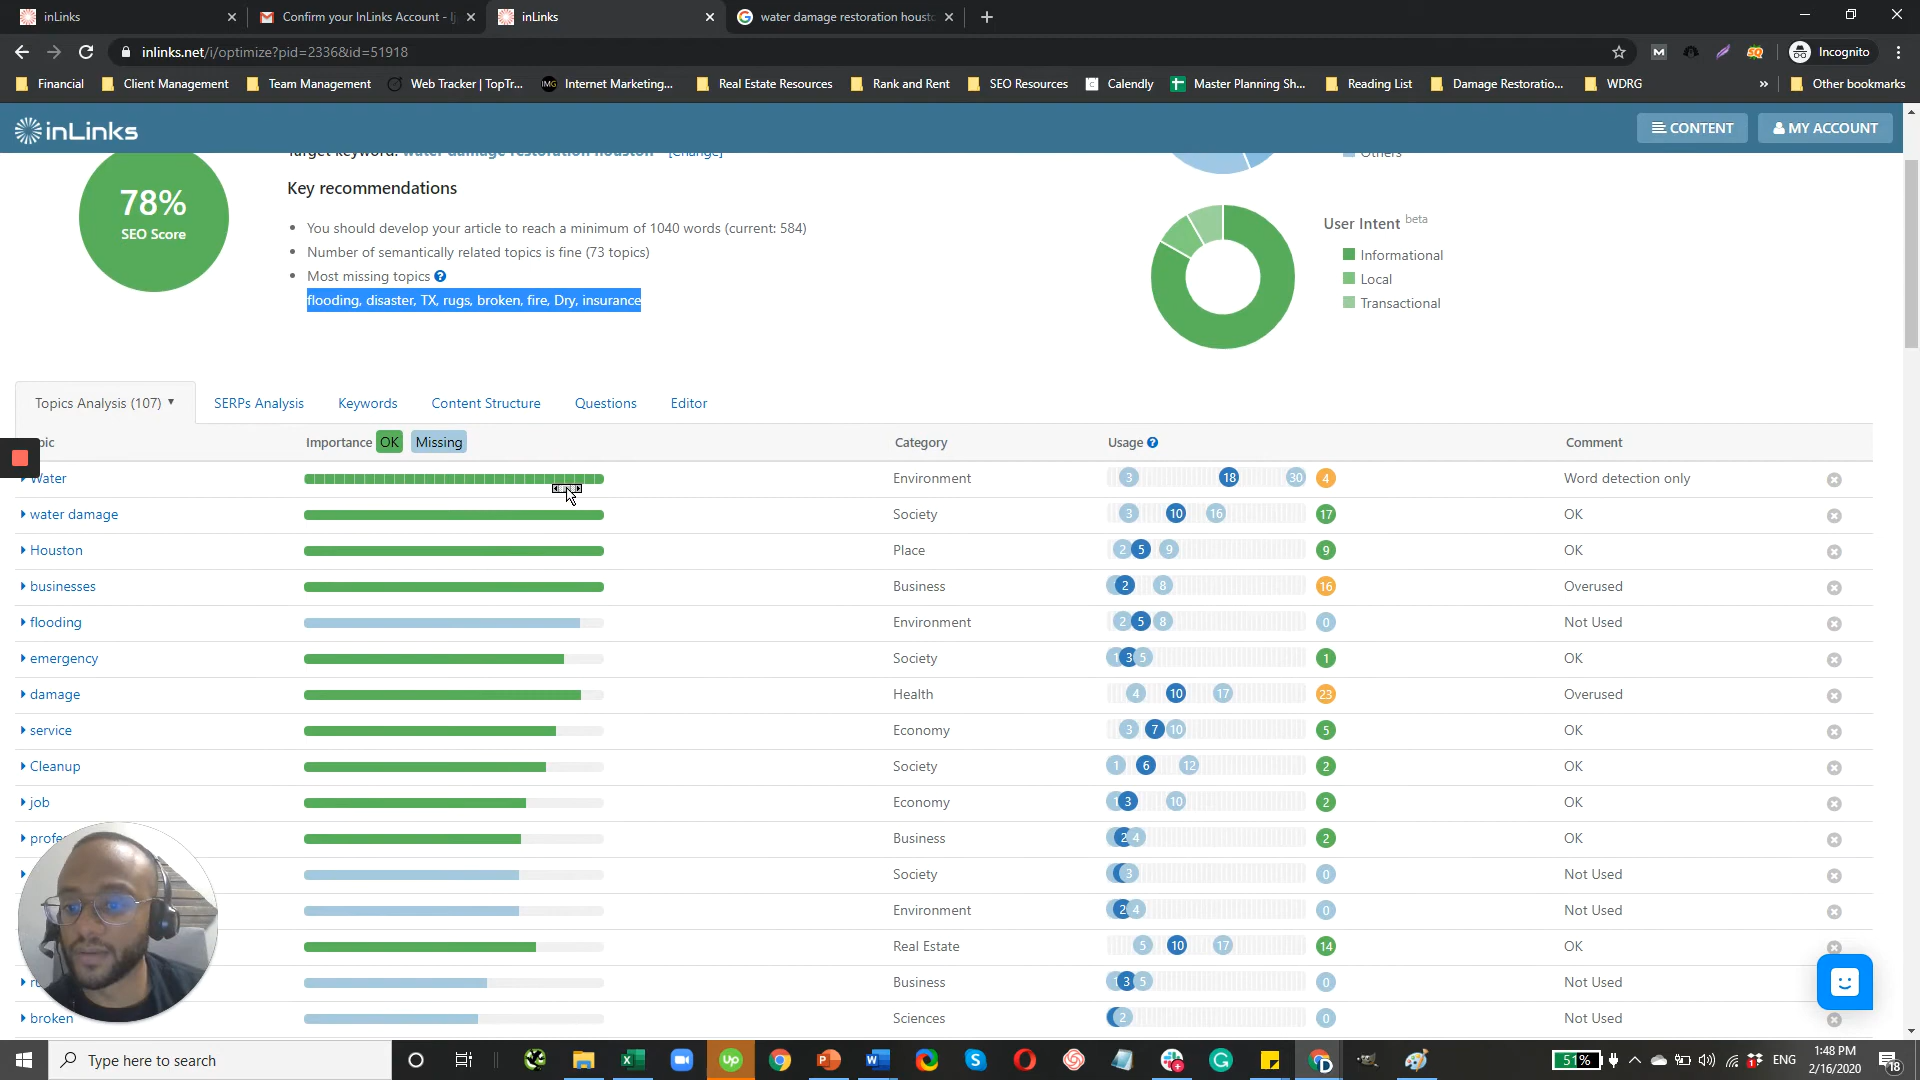 inLinks
Confirm your InLinks Account - lj
inLinks
water damage restoration housto
inlinks.net/i/optimize?pid=2336&id=51918
Incognito
Financial
Client Management
Team Management
Web Tracker | TopTr...
Internet Marketing...
Real Estate Resources
Rank and Rent
SEO Resources
Calendly
Master Planning Sh...
Reading List
Damage Restoratio...
WDRG
»
Other bookmarks
inLinks
CONTENT
MY ACCOUNT
Target keyword: water damage restoration houston [Change]
Others
78%
SEO Score
Key recommendations
You should develop your article to reach a minimum of 1040 words (current: 584)
Number of semantically related topics is fine (73 topics)
Most missing topics
flooding, disaster, TX, rugs, broken, fire, Dry, insurance
User Intent beta
Informational
Local
Transactional
Topics Analysis (107)
SERPs Analysis
Keywords
Content Structure
Questions
Editor
Importance OK Missing Category Usage Comment
Water Environment 3 18 30 4 Word detection only
water damage Society 3 10 16 17 OK
Houston Place 2 5 9 9 OK
businesses Business 2 8 16 Overused
flooding Environment 2 5 8 0 Not Used
emergency Society 1 3 5 1 OK
damage Health 4 10 17 23 Overused
service Economy 3 7 10 5 OK
Cleanup Society 1 6 12 2 OK
job Economy 1 3 10 2 OK
profe Business 2 4 2 OK
Society 3 0 Not Used
Environment 2 4 0 Not Used
Real Estate 5 10 17 14 OK
Business 1 3 5 0 Not Used
broken Sciences 2 0 Not Used
Type here to search
51%
ENG
1:48 PM
2/16/2020
18